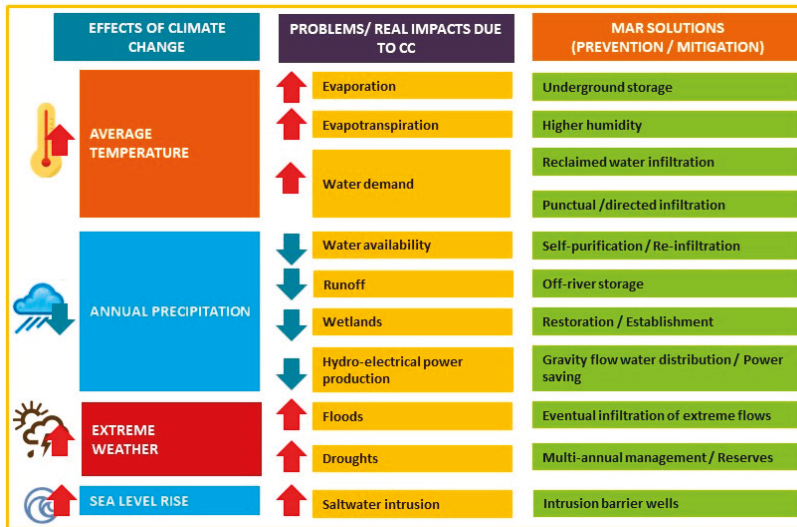 EFFECTS OF CLIMATE
CHANGE
PROBLEMS/ REAL IMPACTS DUE
TO CC
MAR SOLUTIONS
(PREVENTION / MITIGATION)
AVERAGE
TEMPERATURE
Evaporation
Underground storage
Evapotranspiration
Higher humidity
Water demand
Reclaimed water infiltration
Punctual /directed infiltration
ANNUAL PRECIPITATION
Water availability
Self-purification / Re-infiltration
Runoff
Off-river storage
Wetlands
Restoration / Establishment
Hydro-electrical power
production
Gravity flow water distribution / Power
saving
EXTREME
WEATHER
Floods
Eventual infiltration of extreme flows
Droughts
Multi-annual management / Reserves
SEA LEVEL RISE
Saltwater intrusion
Intrusion barrier wells